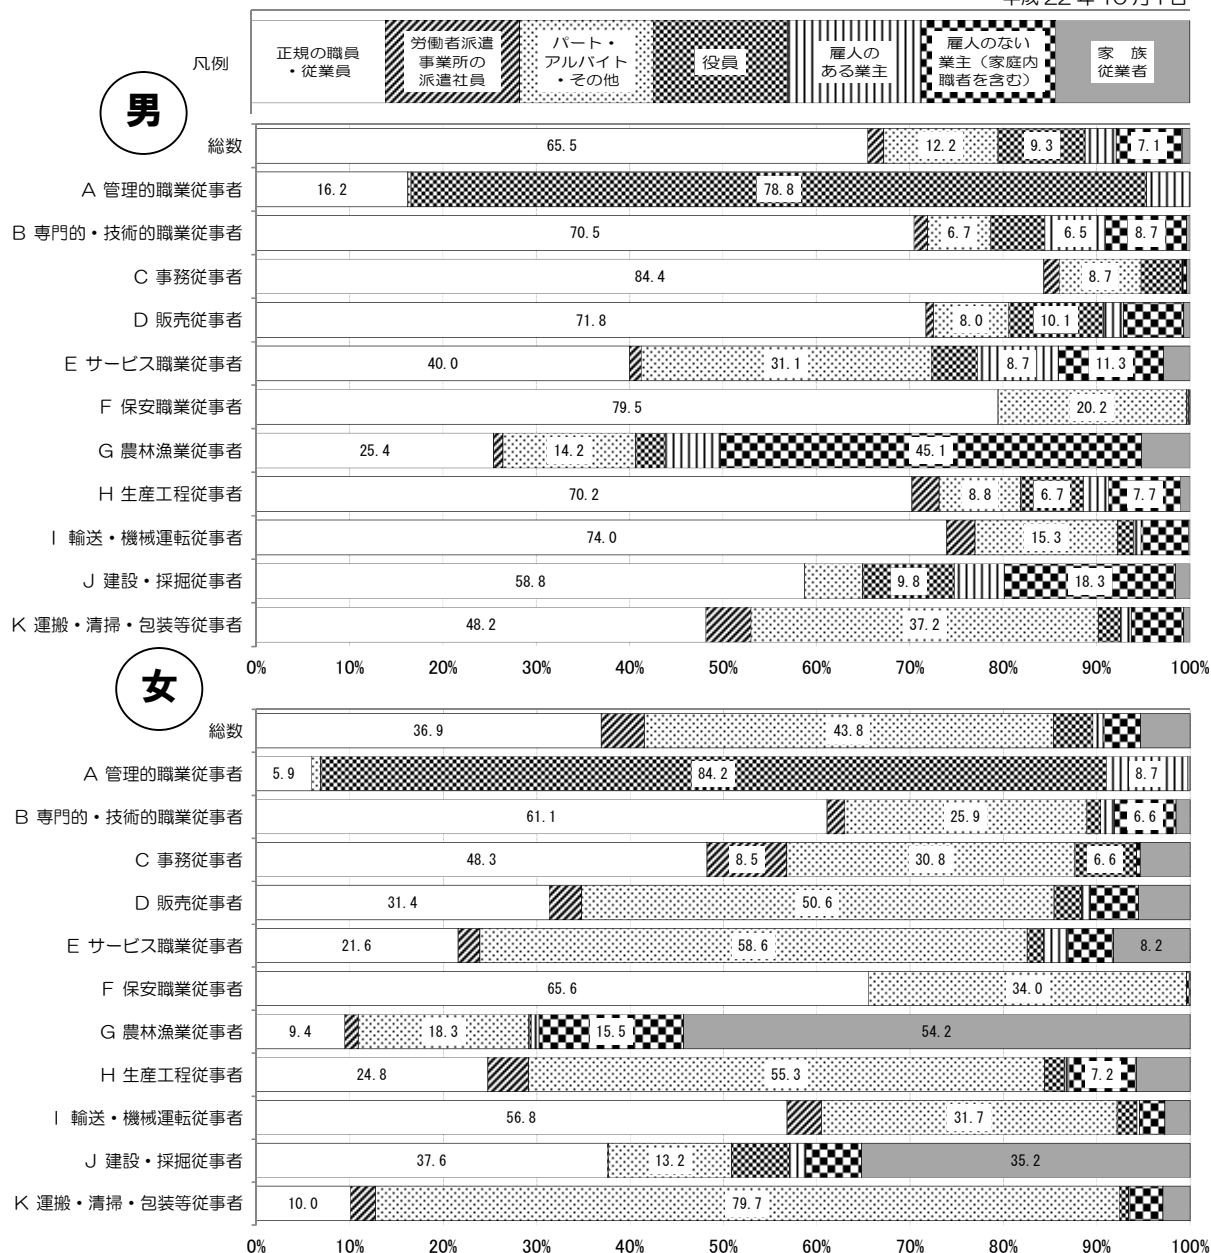 平成22年10月1日
凡例
正規の職員
・従業員
労働者派遣
事業所の
派遣社員
パート・
アルバイト
・その他
役員
雇人の
ある業主
雇人のない
業主（家庭内
職者を含む）
家 族
従業者
男
総数 65.5 12.2 9.3 7.1
A 管理的職業従事者 16.2 78.8
B 専門的・技術的職業従事者 70.5 6.7 6.5 8.7
C 事務従事者 84.4 8.7
D 販売従事者 71.8 8.0 10.1
E サービス職業従事者 40.0 31.1 8.7 11.3
F 保安職業従事者 79.5 20.2
G 農林漁業従事者 25.4 14.2 45.1
H 生産工程従事者 70.2 8.8 6.7 7.7
I 輸送・機械運転従事者 74.0 15.3
J 建設・採掘従事者 58.8 9.8 18.3
K 運搬・清掃・包装等従事者 48.2 37.2
0% 10% 20% 30% 40% 50% 60% 70% 80% 90% 100%
女
総数 36.9 43.8
A 管理的職業従事者 5.9 84.2 8.7
B 専門的・技術的職業従事者 61.1 25.9 6.6
C 事務従事者 48.3 8.5 30.8 6.6
D 販売従事者 31.4 50.6
E サービス職業従事者 21.6 58.6 8.2
F 保安職業従事者 65.6 34.0
G 農林漁業従事者 9.4 18.3 15.5 54.2
H 生産工程従事者 24.8 55.3 7.2
I 輸送・機械運転従事者 56.8 31.7
J 建設・採掘従事者 37.6 13.2 35.2
K 運搬・清掃・包装等従事者 10.0 79.7
0% 10% 20% 30% 40% 50% 60% 70% 80% 90% 100%